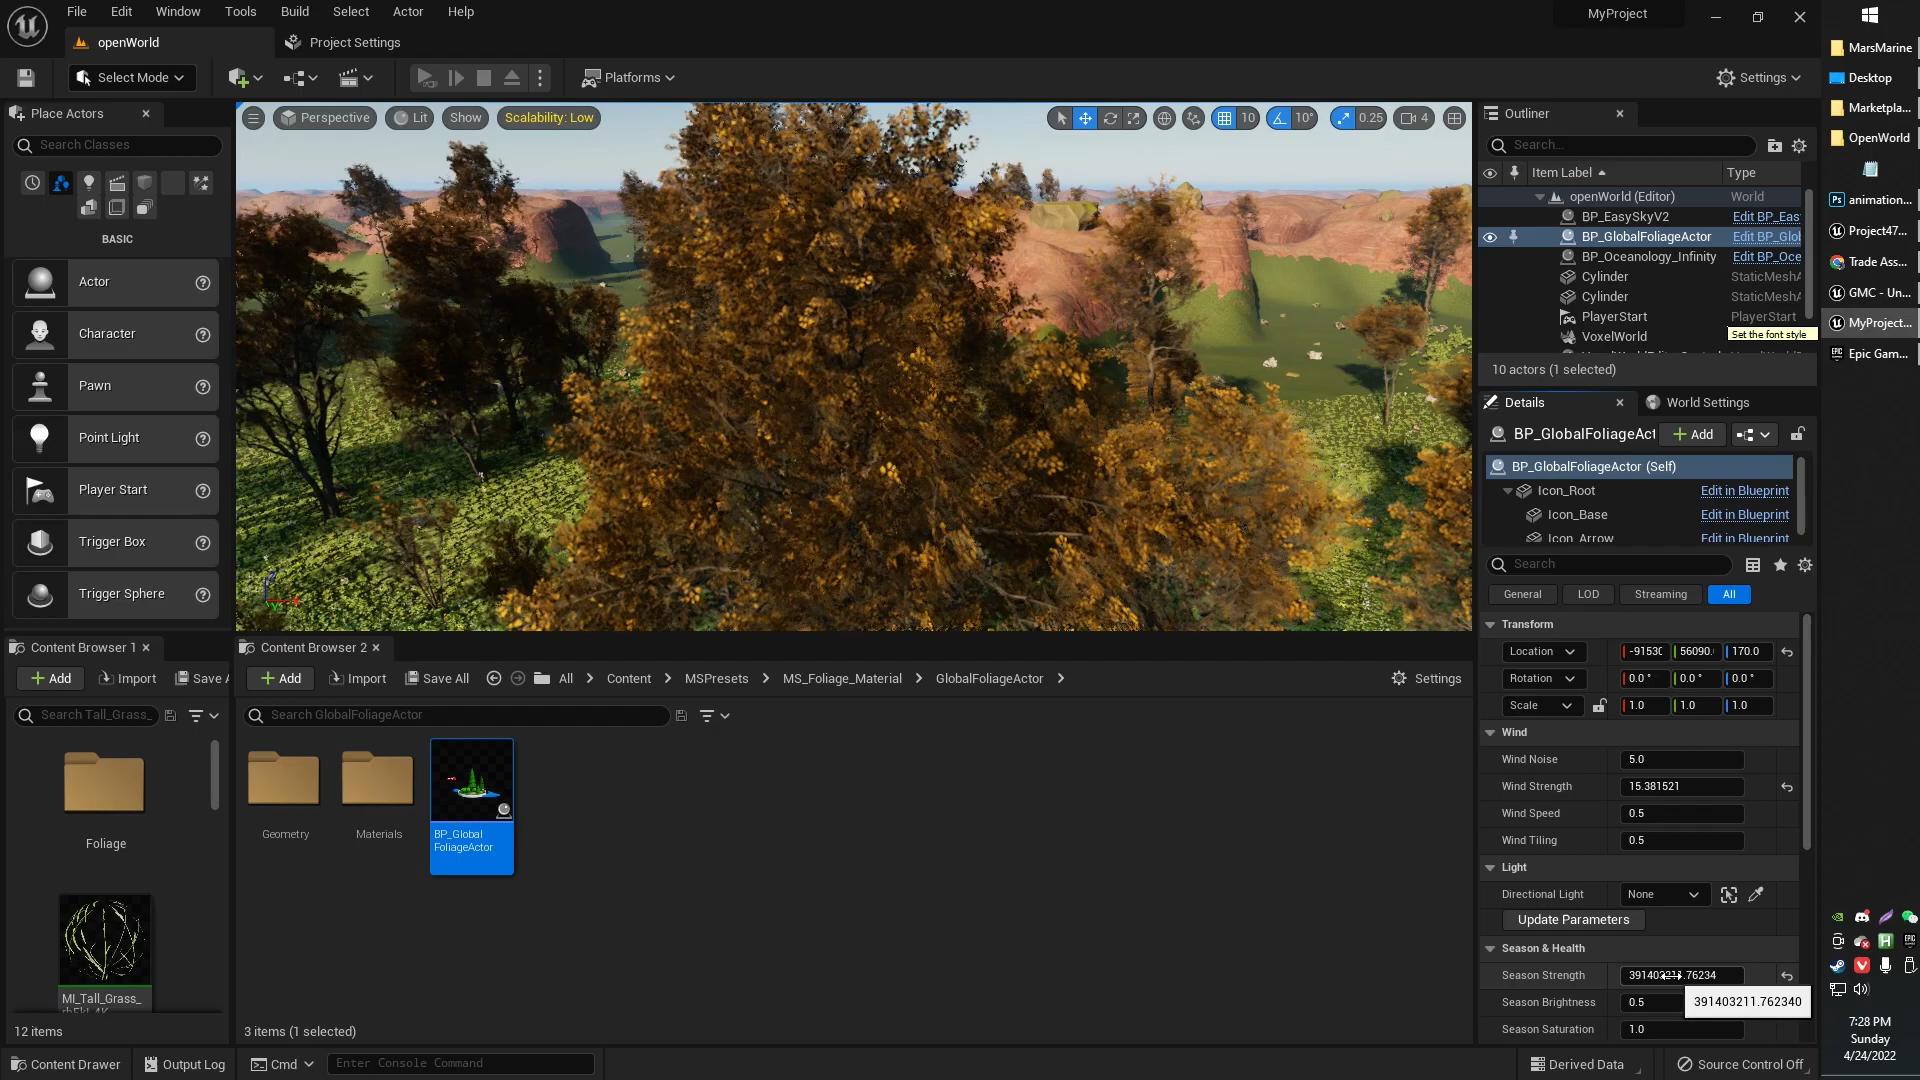 File Edit Window Tools Build Select Actor Help
MyProject
openWorld
Project Settings
Select Mode
Platforms
Settings
Place Actors
Search Classes
BASIC
Actor
Character
Pawn
Point Light
Player Start
Trigger Box
Trigger Sphere
Perspective Lit Show Scalability: Low
10 10° 0.25 4
Outliner
Search...
Item Label Type
openWorld (Editor) World
BP_EasySkyV2 Edit BP_Eas
BP_GlobalFoliageActor Edit BP_Glol
BP_Oceanology_Infinity Edit BP_Oce
Cylinder StaticMeshA
Cylinder StaticMeshA
PlayerStart PlayerStart
VoxelWorld
Set the font style
10 actors (1 selected)
Details
World Settings
BP_GlobalFoliageAct
Add
BP_GlobalFoliageActor (Self)
Icon_Root Edit in Blueprint
Icon_Base Edit in Blueprint
Icon_Arrow Edit in Blueprint
Search
General LOD Streaming All
Transform
Location -91530 56090. 170.0
Rotation 0.0 ° 0.0 ° 0.0 °
Scale 1.0 1.0 1.0
Wind
Wind Noise 5.0
Wind Strength 15.381521
Wind Speed 0.5
Wind Tiling 0.5
Light
Directional Light None
Update Parameters
Season & Health
Season Strength 391403211.76234
391403211.762340
Season Brightness 0.5
Season Saturation 1.0
Content Browser 1
Add Import Save A
Search Tall_Grass_
Foliage
MI_Tall_Grass_
12 items
Content Browser 2
Add Import Save All All Content MSPresets MS_Foliage_Material GlobalFoliageActor Settings
Search GlobalFoliageActor
Geometry
Materials
BP_Global
FoliageActor
3 items (1 selected)
Content Drawer Output Log Cmd Enter Console Command
Derived Data Source Control Off
MarsMarine
Desktop
Marketpla...
OpenWorld
animation...
Project47...
Trade Ass...
GMC - Un...
MyProject...
Epic Gam...
7:28 PM
Sunday
4/24/2022